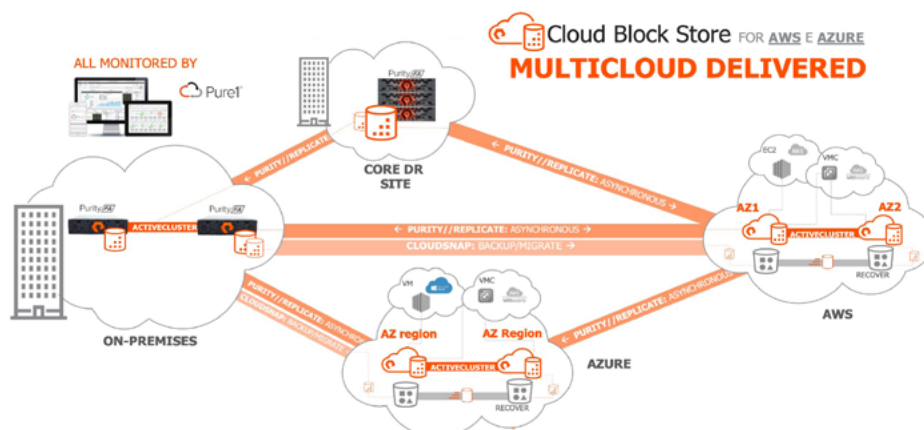 Cloud Block Store FOR AWS E AZURE
MULTICLOUD DELIVERED
ALL MONITORED BY
Pure1
Purity
CORE DR
SITE
PURITY//REPLICATE
← PURITY//REPLICATE: ASYNCHRONOUS →
EC2
VMC
AZ1
AZ2
ACTIVECLUSTER
RECOVER
AWS
Purity
Purity
ACTIVECLUSTER
ON-PREMISES
← PURITY//REPLICATE: ASYNCHRONOUS →
CLOUDSNAP: BACKUP/MIGRATE →
PURITY//REPLICATE: ASYNCHR
CLOUDSNAP: BACKUP/MIGRATE
← PURITY//REPLICATE: ASYNCHRONOUS
VM
VMC
AZ region
AZ Region
ACTIVECLUSTER
RECOVER
AZURE